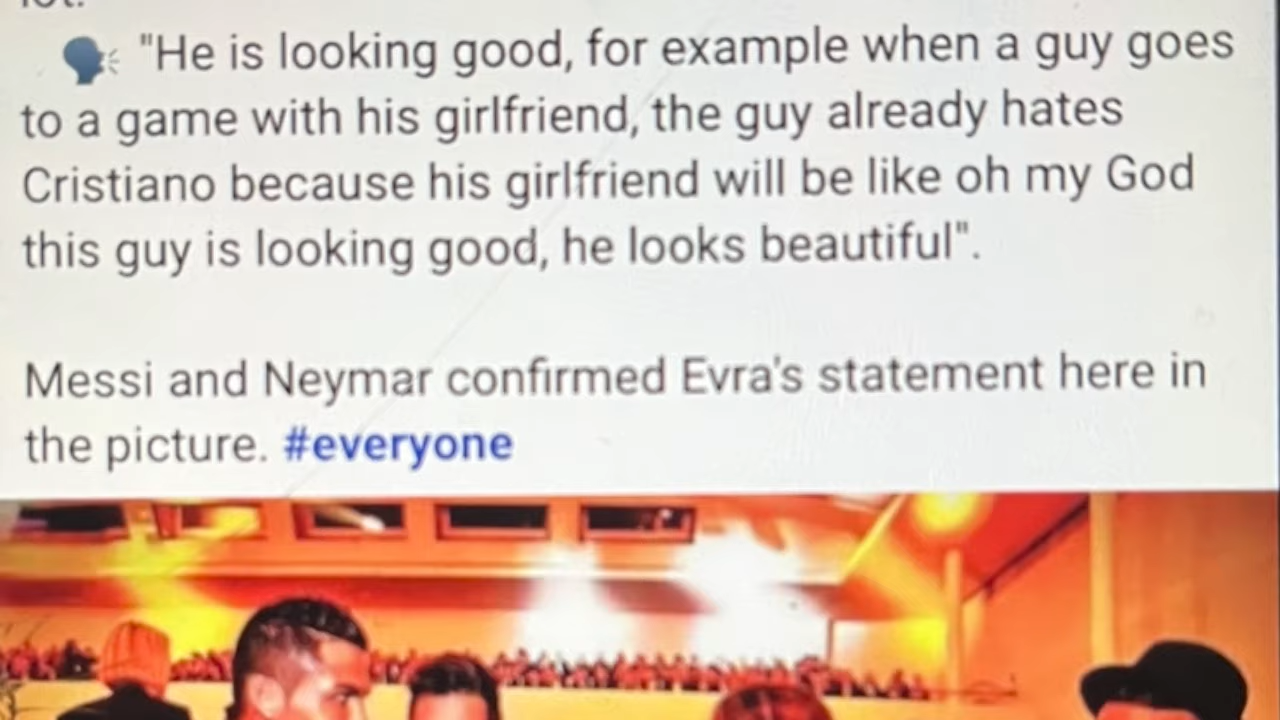 lot.
🗣 "He is looking good, for example when a guy goes
to a game with his girlfriend, the guy already hates
Cristiano because his girlfriend will be like oh my God
this guy is looking good, he looks beautiful".
Messi and Neymar confirmed Evra's statement here in
the picture. #everyone